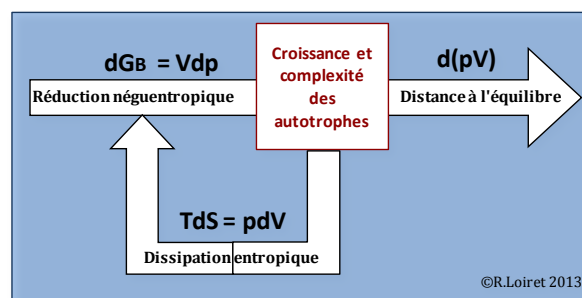 dGB = Vdp
Réduction néguentropique
Croissance et
complexité
des
autotrophes
d(pV)
Distance à l'équilibre
TdS = pdV
Dissipation entropique
©R.Loiret 2013